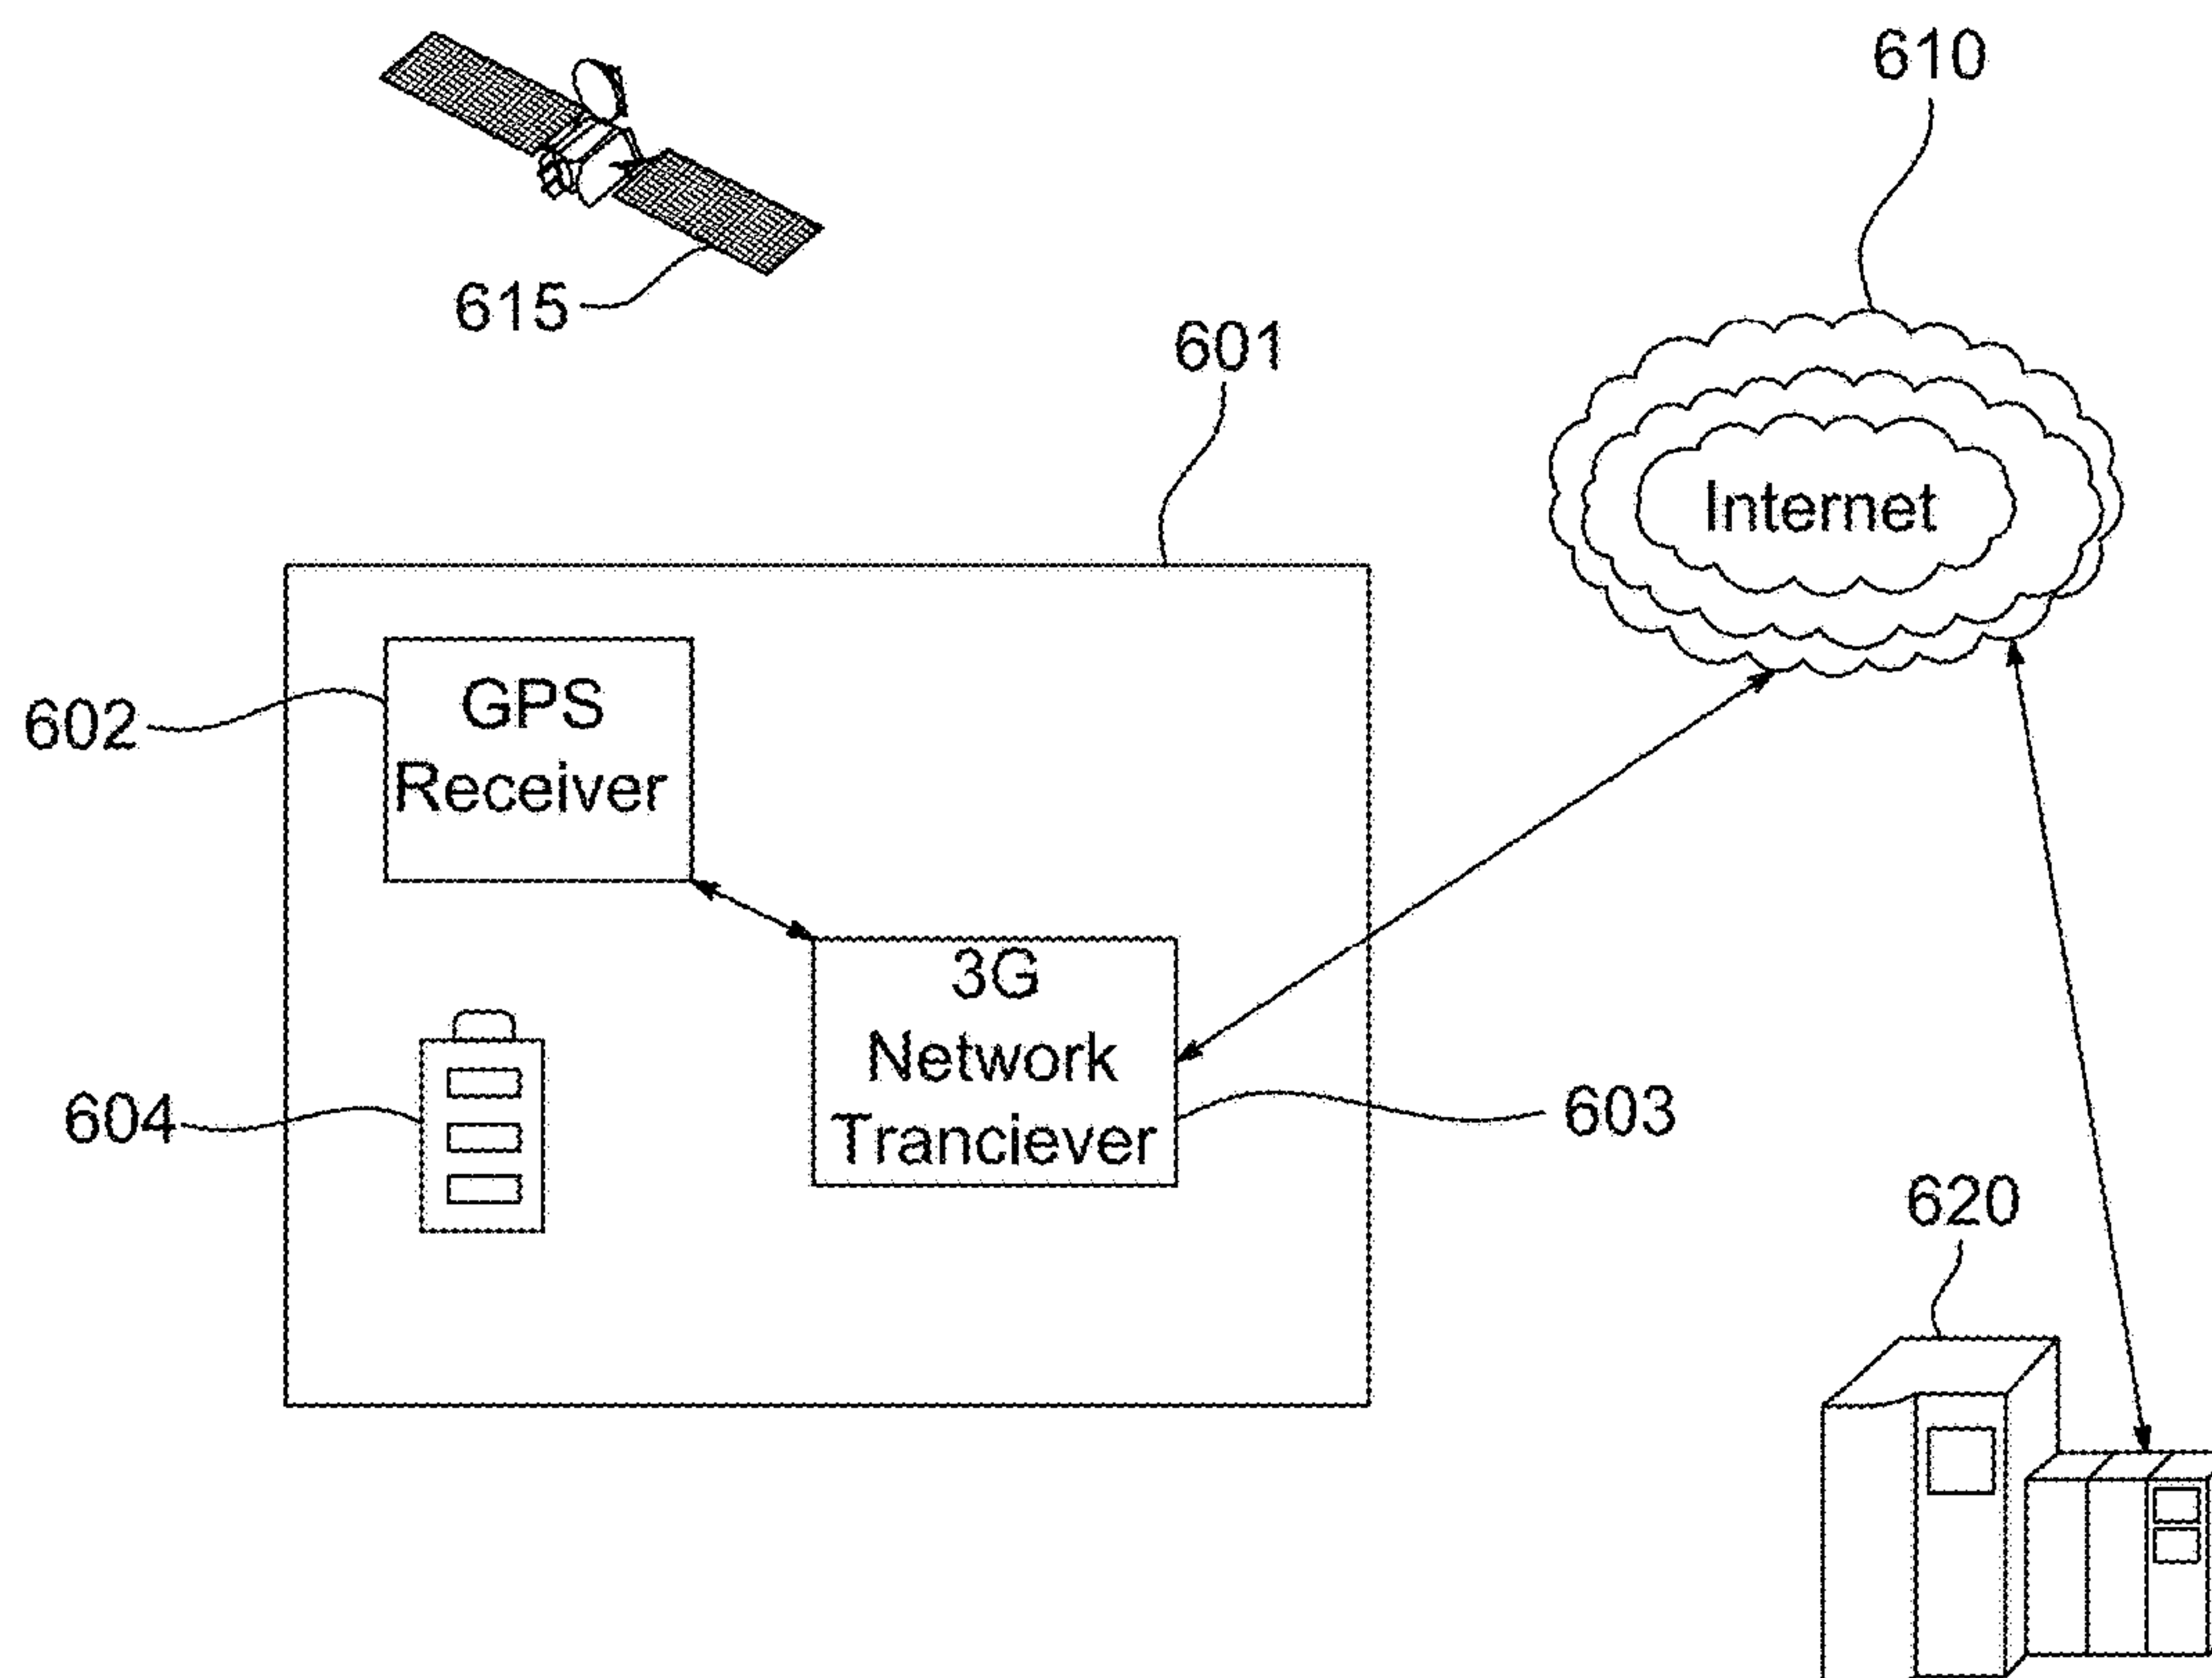 610
615
601
Internet
602
GPS
Receiver
3G
Network
Tranciever
604
603
620